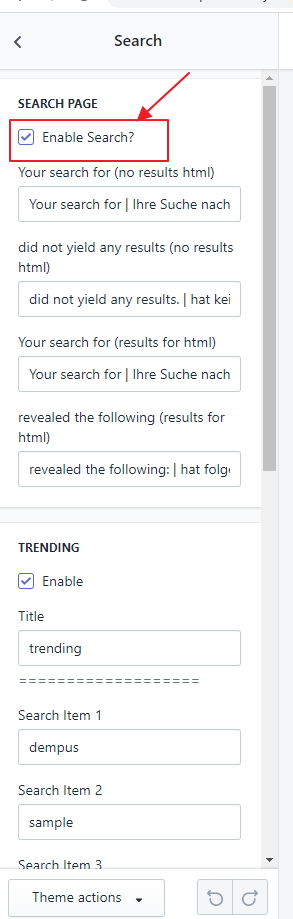 Search
SEARCH PAGE
Enable Search?
Your search for (no results html)
Your search for | Ihre Suche nach
did not yield any results (no results
html)
did not yield any results. | hat kei
Your search for (results for html)
Your search for | Ihre Suche nach
revealed the following (results for
html)
revealed the following: | hat folge
TRENDING
Enable
Title
trending
===================
Search Item 1
dempus
Search Item 2
sample
Search Item 3
Theme actions